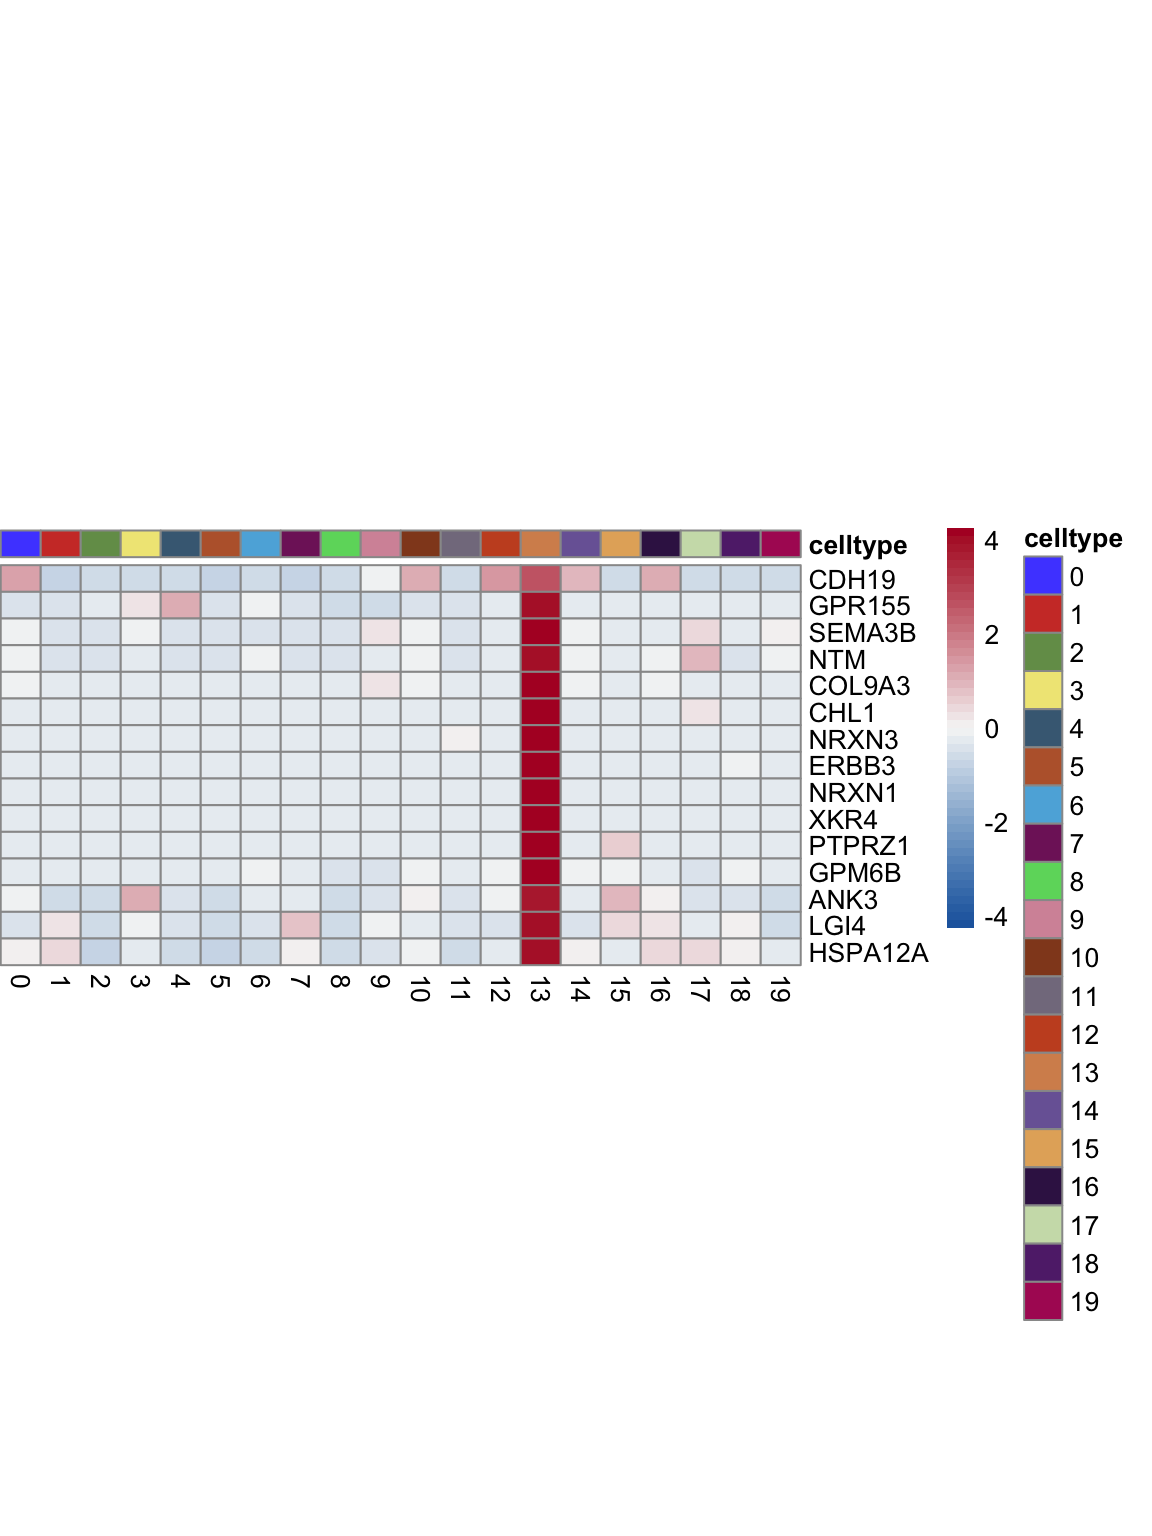 celltype
CDH19
GPR155
SEMA3B
NTM
COL9A3
CHL1
NRXN3
ERBB3
NRXN1
XKR4
PTPRZ1
GPM6B
ANK3
LGI4
HSPA12A
0 1 2 3 4 5 6 7 8 9 10 11 12 13 14 15 16 17 18 19
4
2
0
-2
-4
celltype
0
1
2
3
4
5
6
7
8
9
10
11
12
13
14
15
16
17
18
19